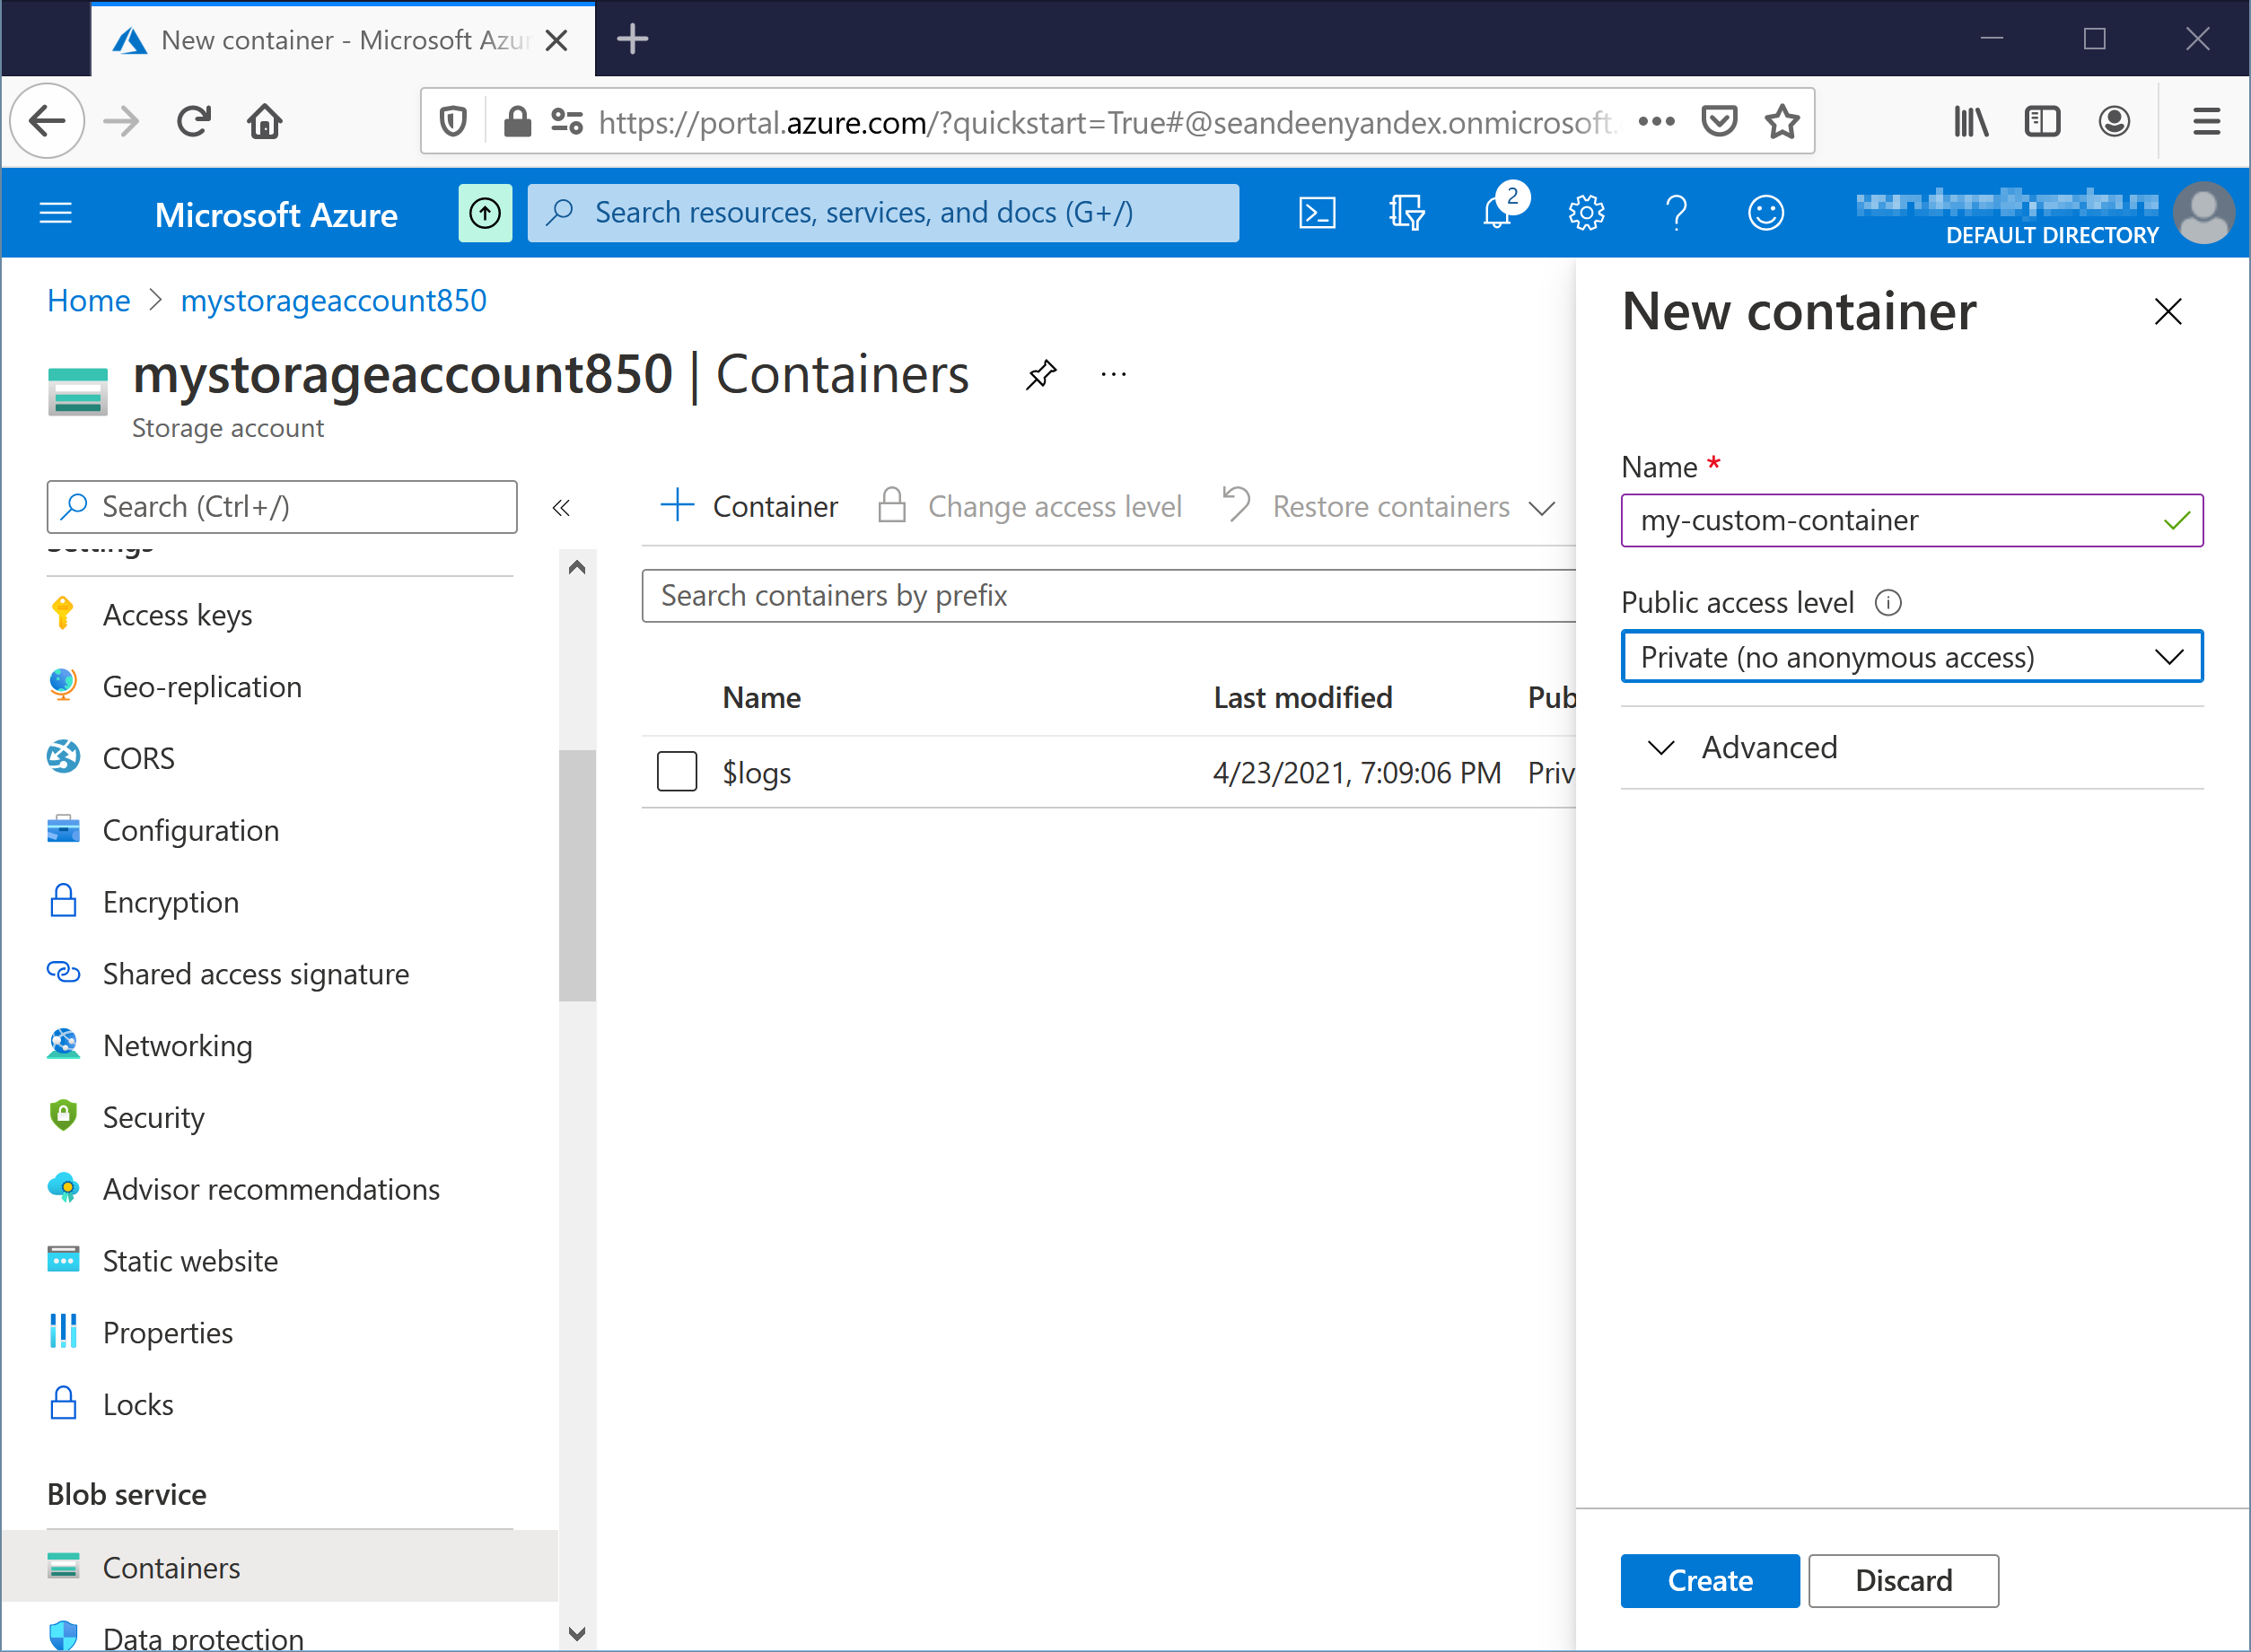 New container - Microsoft Azur
https://portal.azure.com/?quickstart=True#@seandeenyandex.onmicrosoft.
Microsoft Azure
Search resources, services, and docs (G+/)
2
DEFAULT DIRECTORY
Home > mystorageaccount850
mystorageaccount850 | Containers
Storage account
Search (Ctrl+/)
Settings
Access keys
Geo-replication
CORS
Configuration
Encryption
Shared access signature
Networking
Security
Advisor recommendations
Static website
Properties
Locks
Blob service
Containers
Data protection
Container Change access level Restore containers
Search containers by prefix
Name Last modified Pub
$logs 4/23/2021, 7:09:06 PM Priv
New container
Name *
my-custom-container
Public access level
Private (no anonymous access)
Advanced
Create Discard